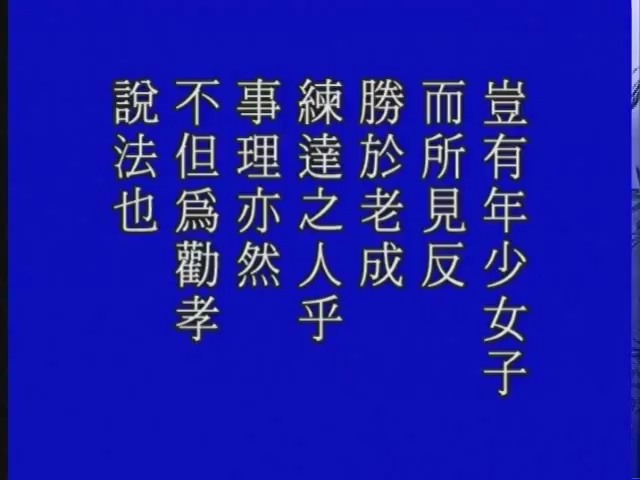 豈有年少女子
而所見反
勝於老成
練達之人乎
事理亦然
不但為勸孝
說法也